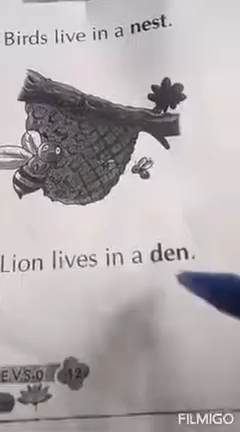 Birds live in a nest.
Lion lives in a den.
E.V.S.-0 12
FILMIGO